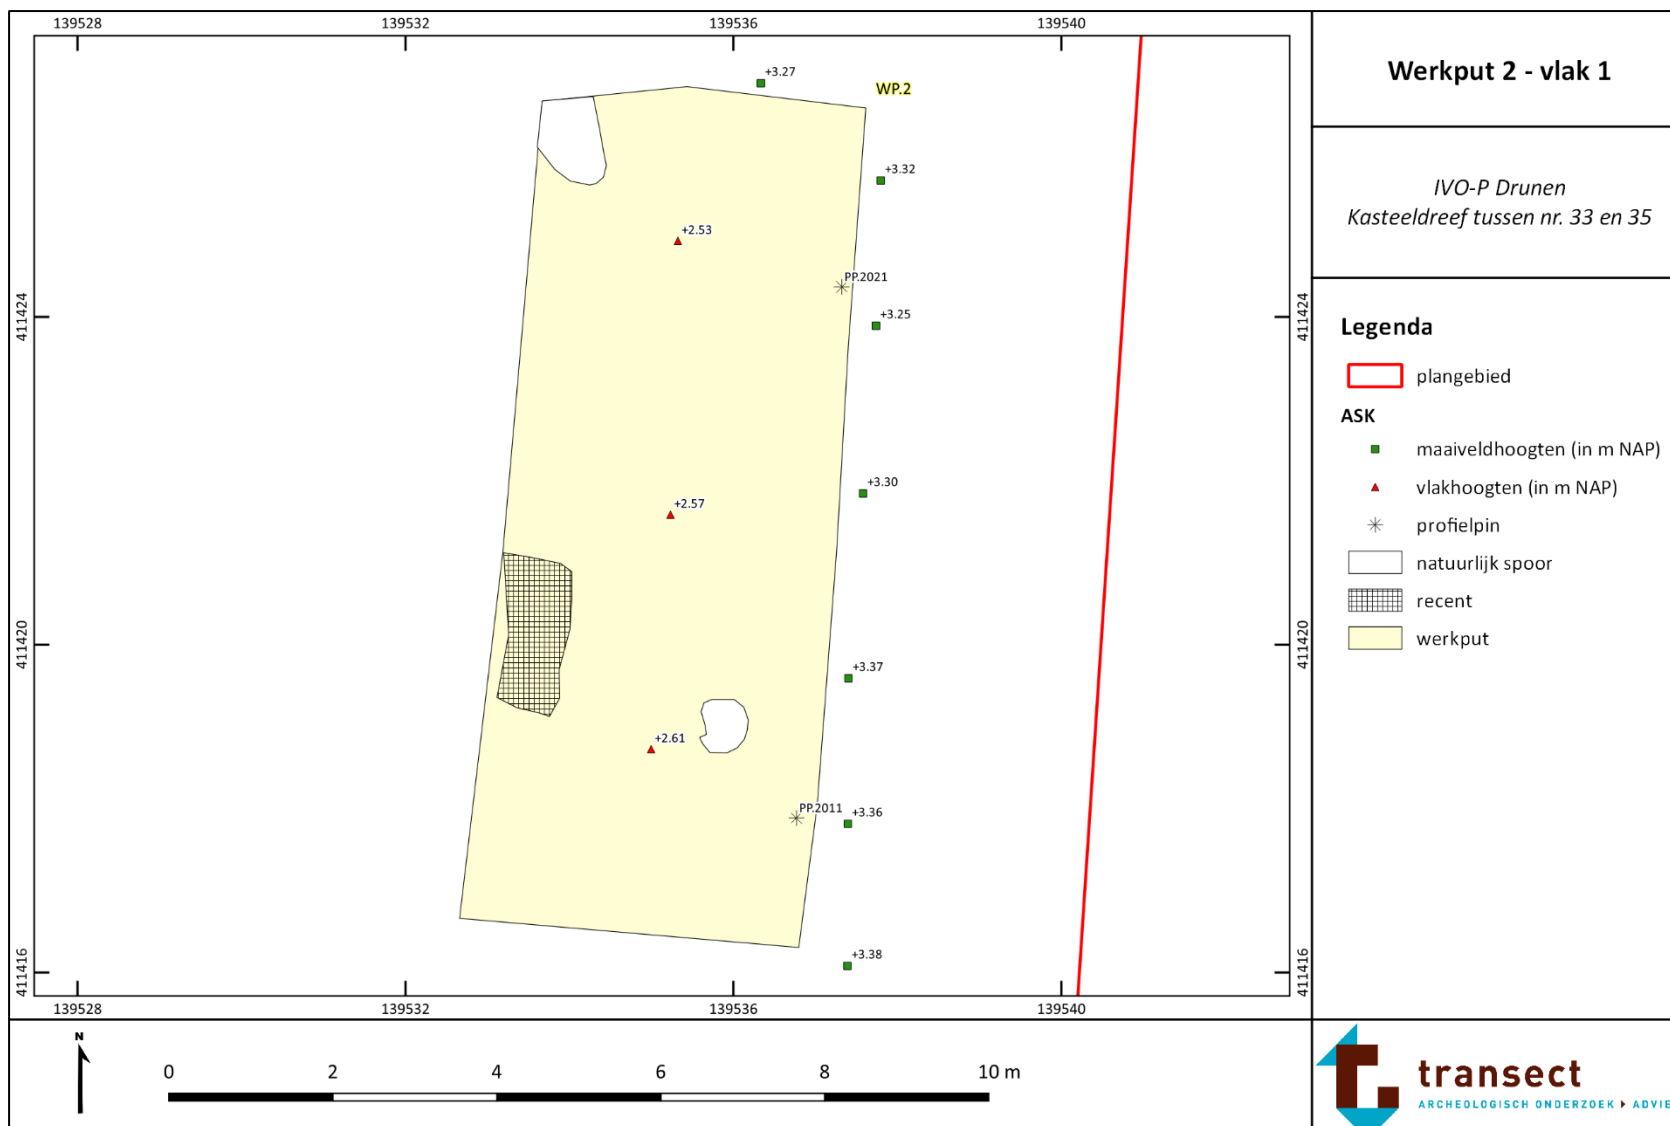 139528 139532 139536 139540
+3.27
WP.2
+3.32
+2.53
PP.2021
+3.25
411424 411424
+3.30
+2.57
411420 411420
+3.37
+2.61
PP.2011
+3.36
+3.38
411416 411416
139528 139532 139536 139540
N
0 2 4 6 8 10 m
Werkput 2 - vlak 1
IVO-P Drunen
Kasteeldreef tussen nr. 33 en 35
Legenda
plangebied
ASK
maaiveldhoogten (in m NAP)
vlakhoogten (in m NAP)
profielpin
natuurlijk spoor
recent
werkput
transect
ARCHEOLOGISCH ONDERZOEK ▶ ADVIE